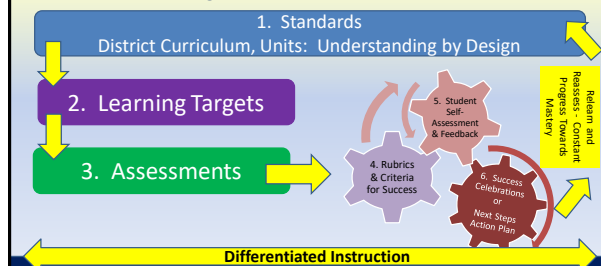 1. Standards
District Curriculum, Units: Understanding by Design
2. Learning Targets
3. Assessments
4. Rubrics
& Criteria
for Success
5. Student
Self-
Assessment
& Feedback
6. Success
Celebrations
or
Next Steps
Action Plan
Relearn and
Reassess - Constant
Progress Towards
Mastery
Differentiated Instruction